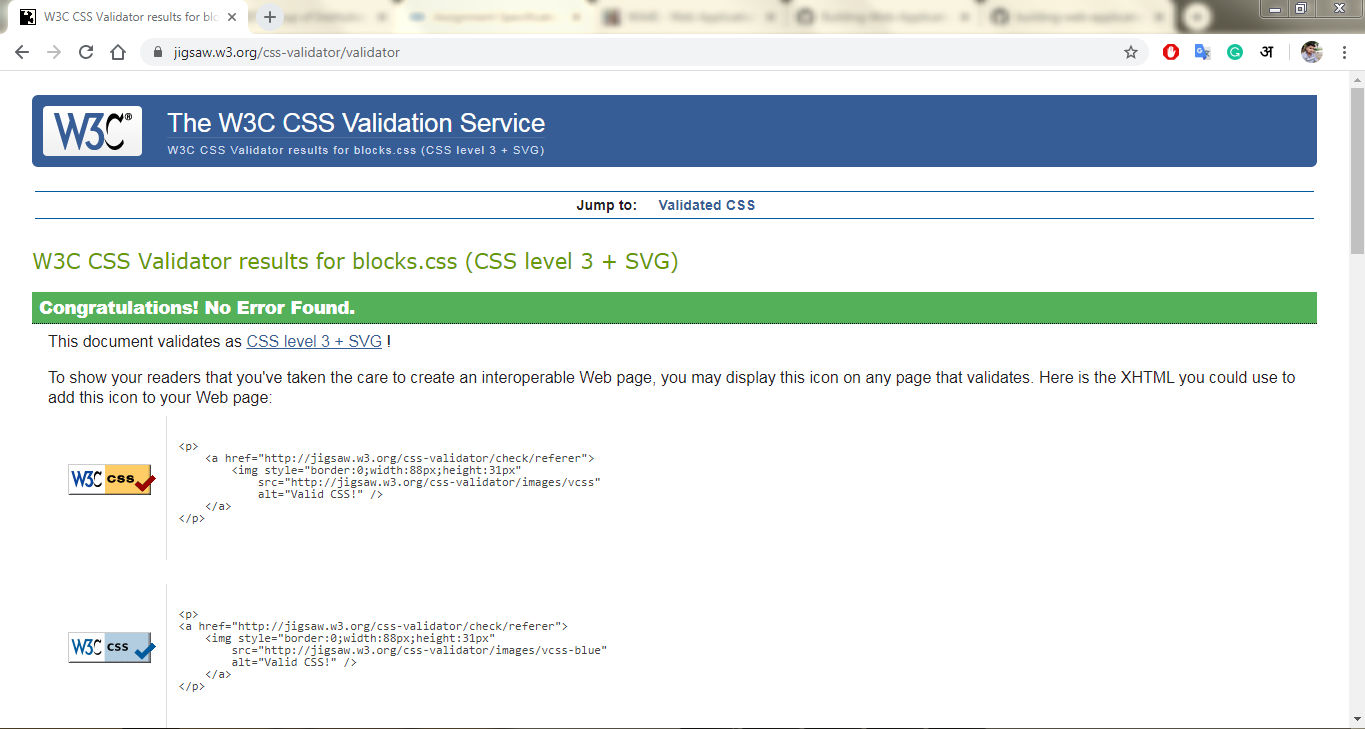 W3C CSS Validator results for blo
jigsaw.w3.org/css-validator/validator
अ
W3C®
The W3C CSS Validation Service
W3C CSS Validator results for blocks.css (CSS level 3 + SVG)
Jump to: Validated CSS
W3C CSS Validator results for blocks.css (CSS level 3 + SVG)
Congratulations! No Error Found.
This document validates as CSS level 3 + SVG !
To show your readers that you've taken the care to create an interoperable Web page, you may display this icon on any page that validates. Here is the XHTML you could use to
add this icon to your Web page:
W3C css
<p>
<a href="http://jigsaw.w3.org/css-validator/check/referer">
<img style="border:0;width:88px;height:31px"
src="http://jigsaw.w3.org/css-validator/images/vcss"
alt="Valid CSS!" />
</a>
</p>
W3C css
<p>
<a href="http://jigsaw.w3.org/css-validator/check/referer">
<img style="border:0;width:88px;height:31px"
src="http://jigsaw.w3.org/css-validator/images/vcss-blue"
alt="Valid CSS!" />
</a>
</p>